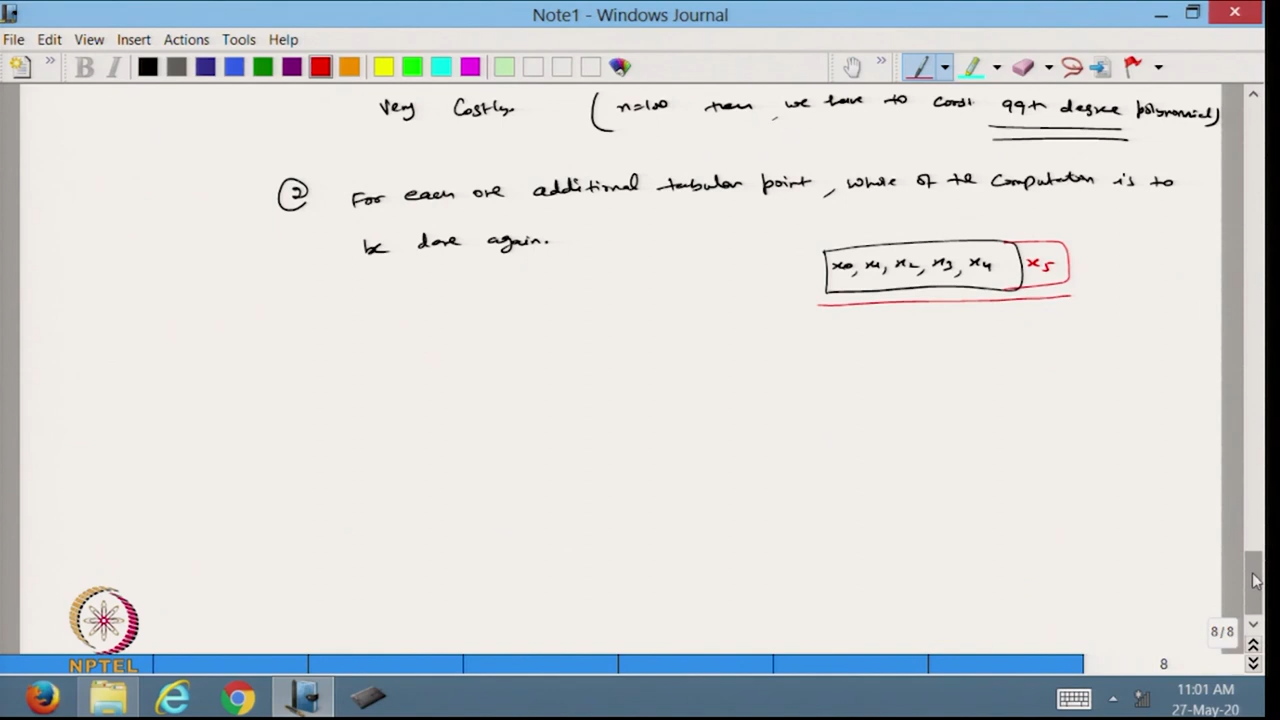 Note1 - Windows Journal
File Edit View Insert Actions Tools Help
Very Costly. (n=100 then, we have to const 99th degree polynomial)
② For each one additional tabular point, whole of the computation is to
be done again.
x0, x1, x2, x3, x4 x5
8/8
NPTEL
8
11:01 AM
27-May-20